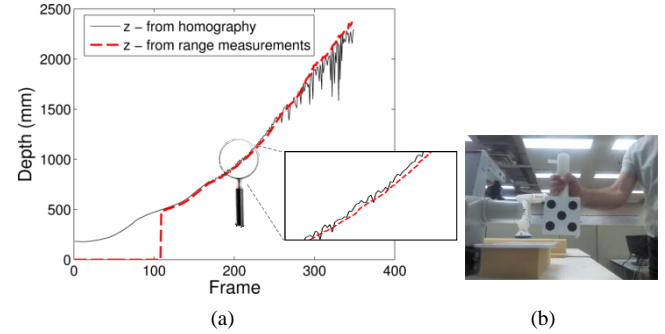 (a)
2500
2000
1500
1000
500
0
Depth (mm)
z − from homography
z − from range measurements
0
100
200
300
400
Frame
(a)
(b)